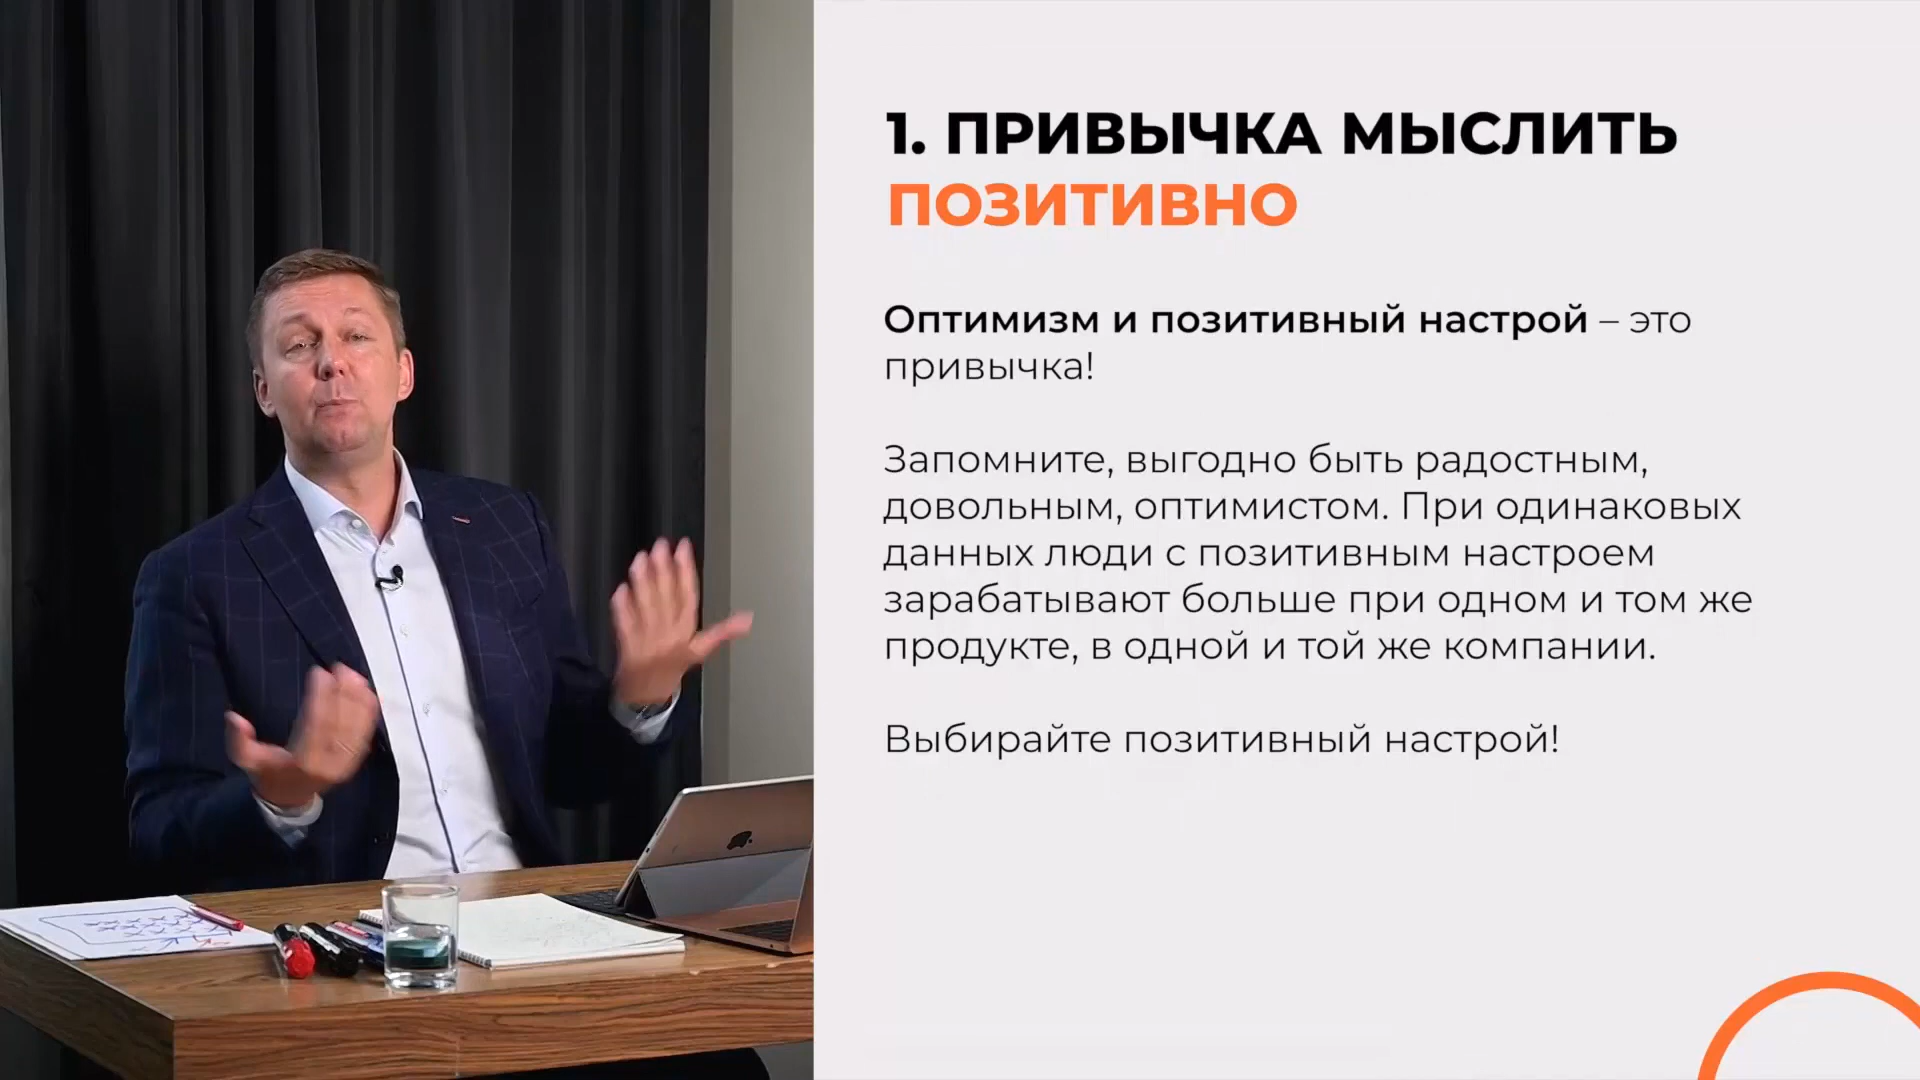 1. ПРИВЫЧКА МЫСЛИТЬ
ПОЗИТИВНО
Оптимизм и позитивный настрой – это
привычка!
Запомните, выгодно быть радостным,
довольным, оптимистом. При одинаковых
данных люди с позитивным настроем
зарабатывают больше при одном и том же
продукте, в одной и той же компании.
Выбирайте позитивный настрой!